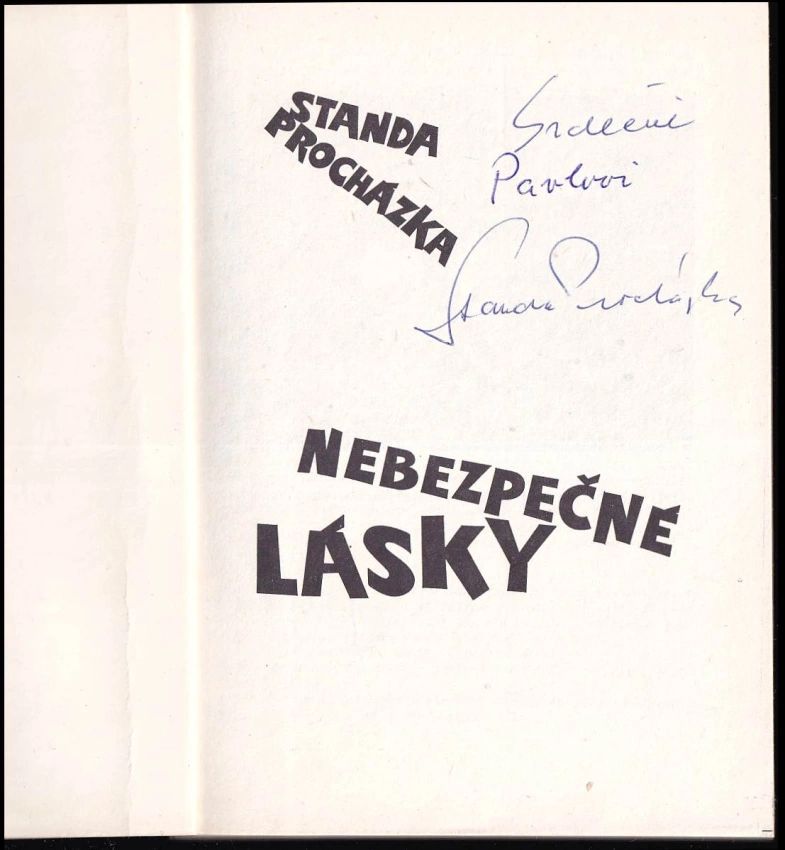 STANDA
PROCHÁZKA
Srdečně
Pavlovi
Standa Procházka
NEBEZPEČNÉ
LÁSKY